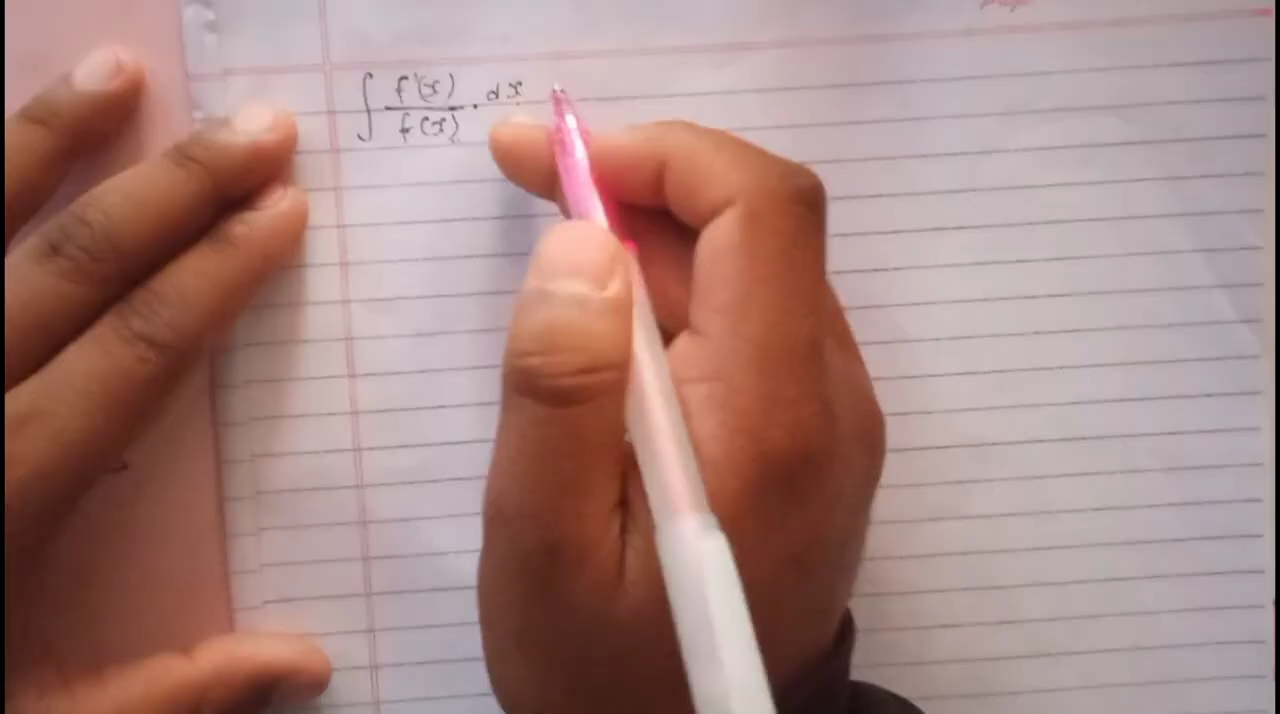 ∫ f'(x)/f(x) . dx